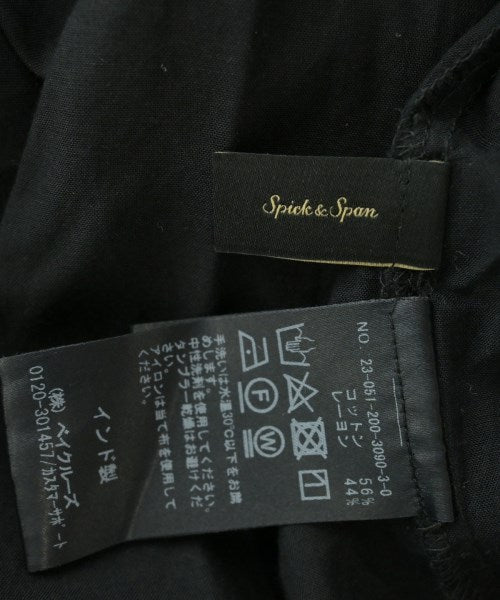 Spick & Span
NO. 23-051-200-3090-3-0
コットン 56%
レーヨン 44%
F
W
手洗いは水温30℃以下をお薦
めします。
中性洗剤を使用してください。
タンブラー乾燥はお避けくだ
さい。
アイロンは当て布を使用して
ください。
インド製
(株)ベイクルーズ
0120-301457/カスタマーサポート